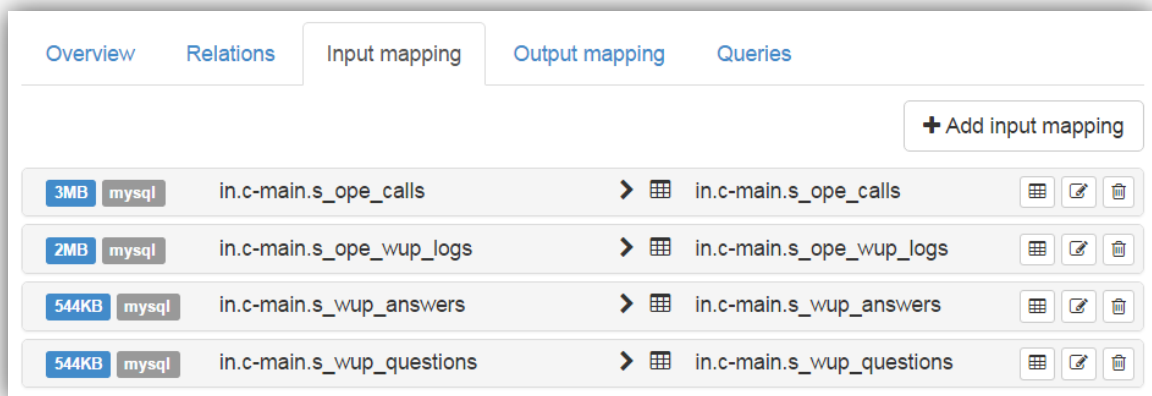 Overview Relations Input mapping Output mapping Queries
Add input mapping
3MB mysql in.c-main.s_ope_calls in.c-main.s_ope_calls
2MB mysql in.c-main.s_ope_wup_logs in.c-main.s_ope_wup_logs
544KB mysql in.c-main.s_wup_answers in.c-main.s_wup_answers
544KB mysql in.c-main.s_wup_questions in.c-main.s_wup_questions